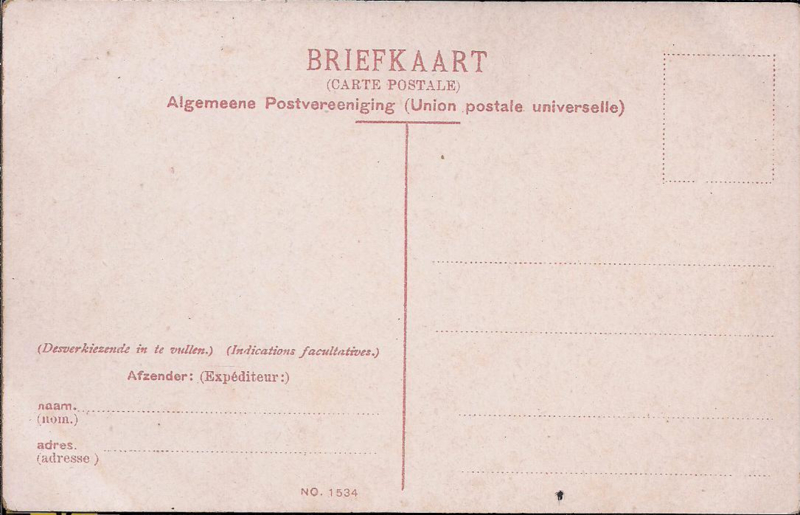 BRIEFKAART
(CARTE POSTALE)
Algemeene Postvereeniging (Union postale universelle)
(Desverkiezende in te vullen.) (Indications facultatives.)
Afzender: (Expéditeur:)
naam.
(nom.)
adres.
(adresse)
NO. 1534